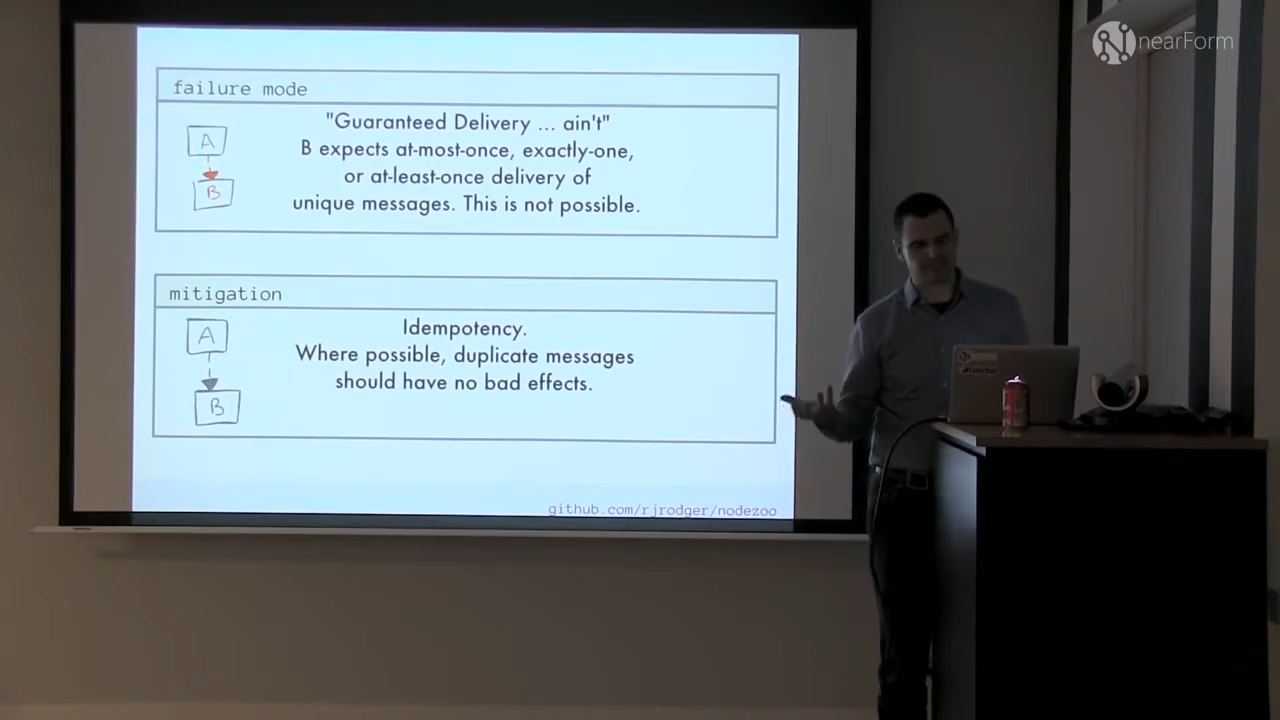 nearForm
failure mode
A
B
"Guaranteed Delivery ... ain't"
B expects at-most-once, exactly-one,
or at-least-once delivery of
unique messages. This is not possible.
mitigation
A
B
Idempotency.
Where possible, duplicate messages
should have no bad effects.
github.com/rjrodger/nodezoo